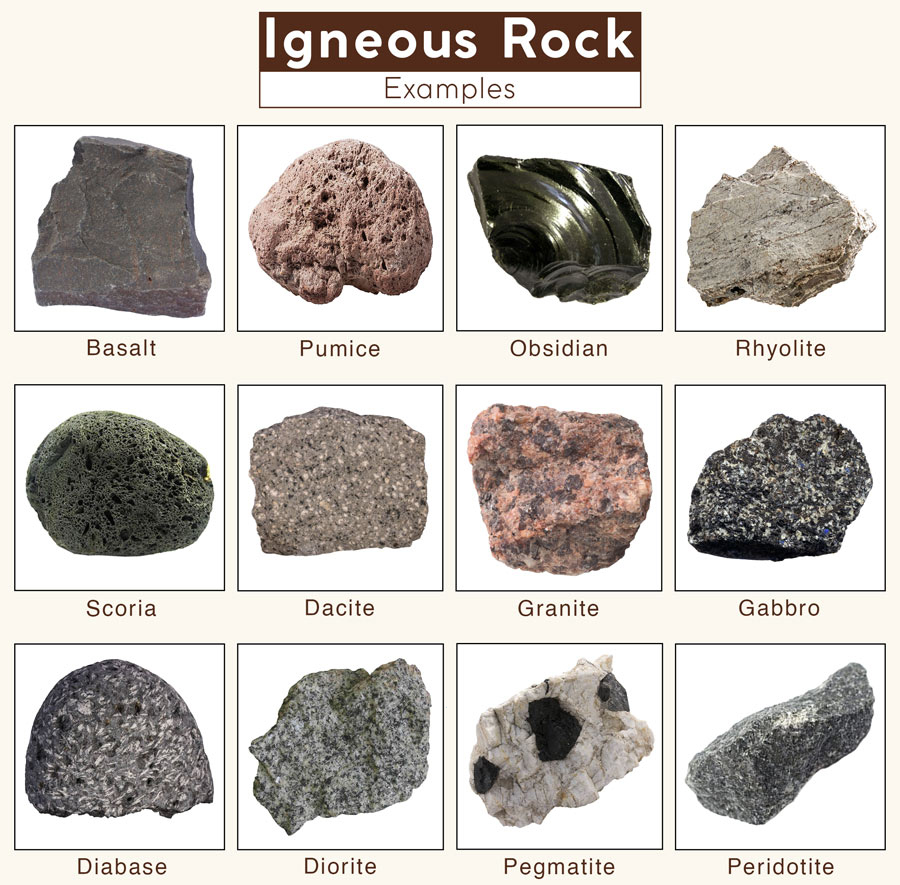 Igneous Rock
Examples
Basalt
Pumice
Obsidian
Rhyolite
Scoria
Dacite
Granite
Gabbro
Diabase
Diorite
Pegmatite
Peridotite